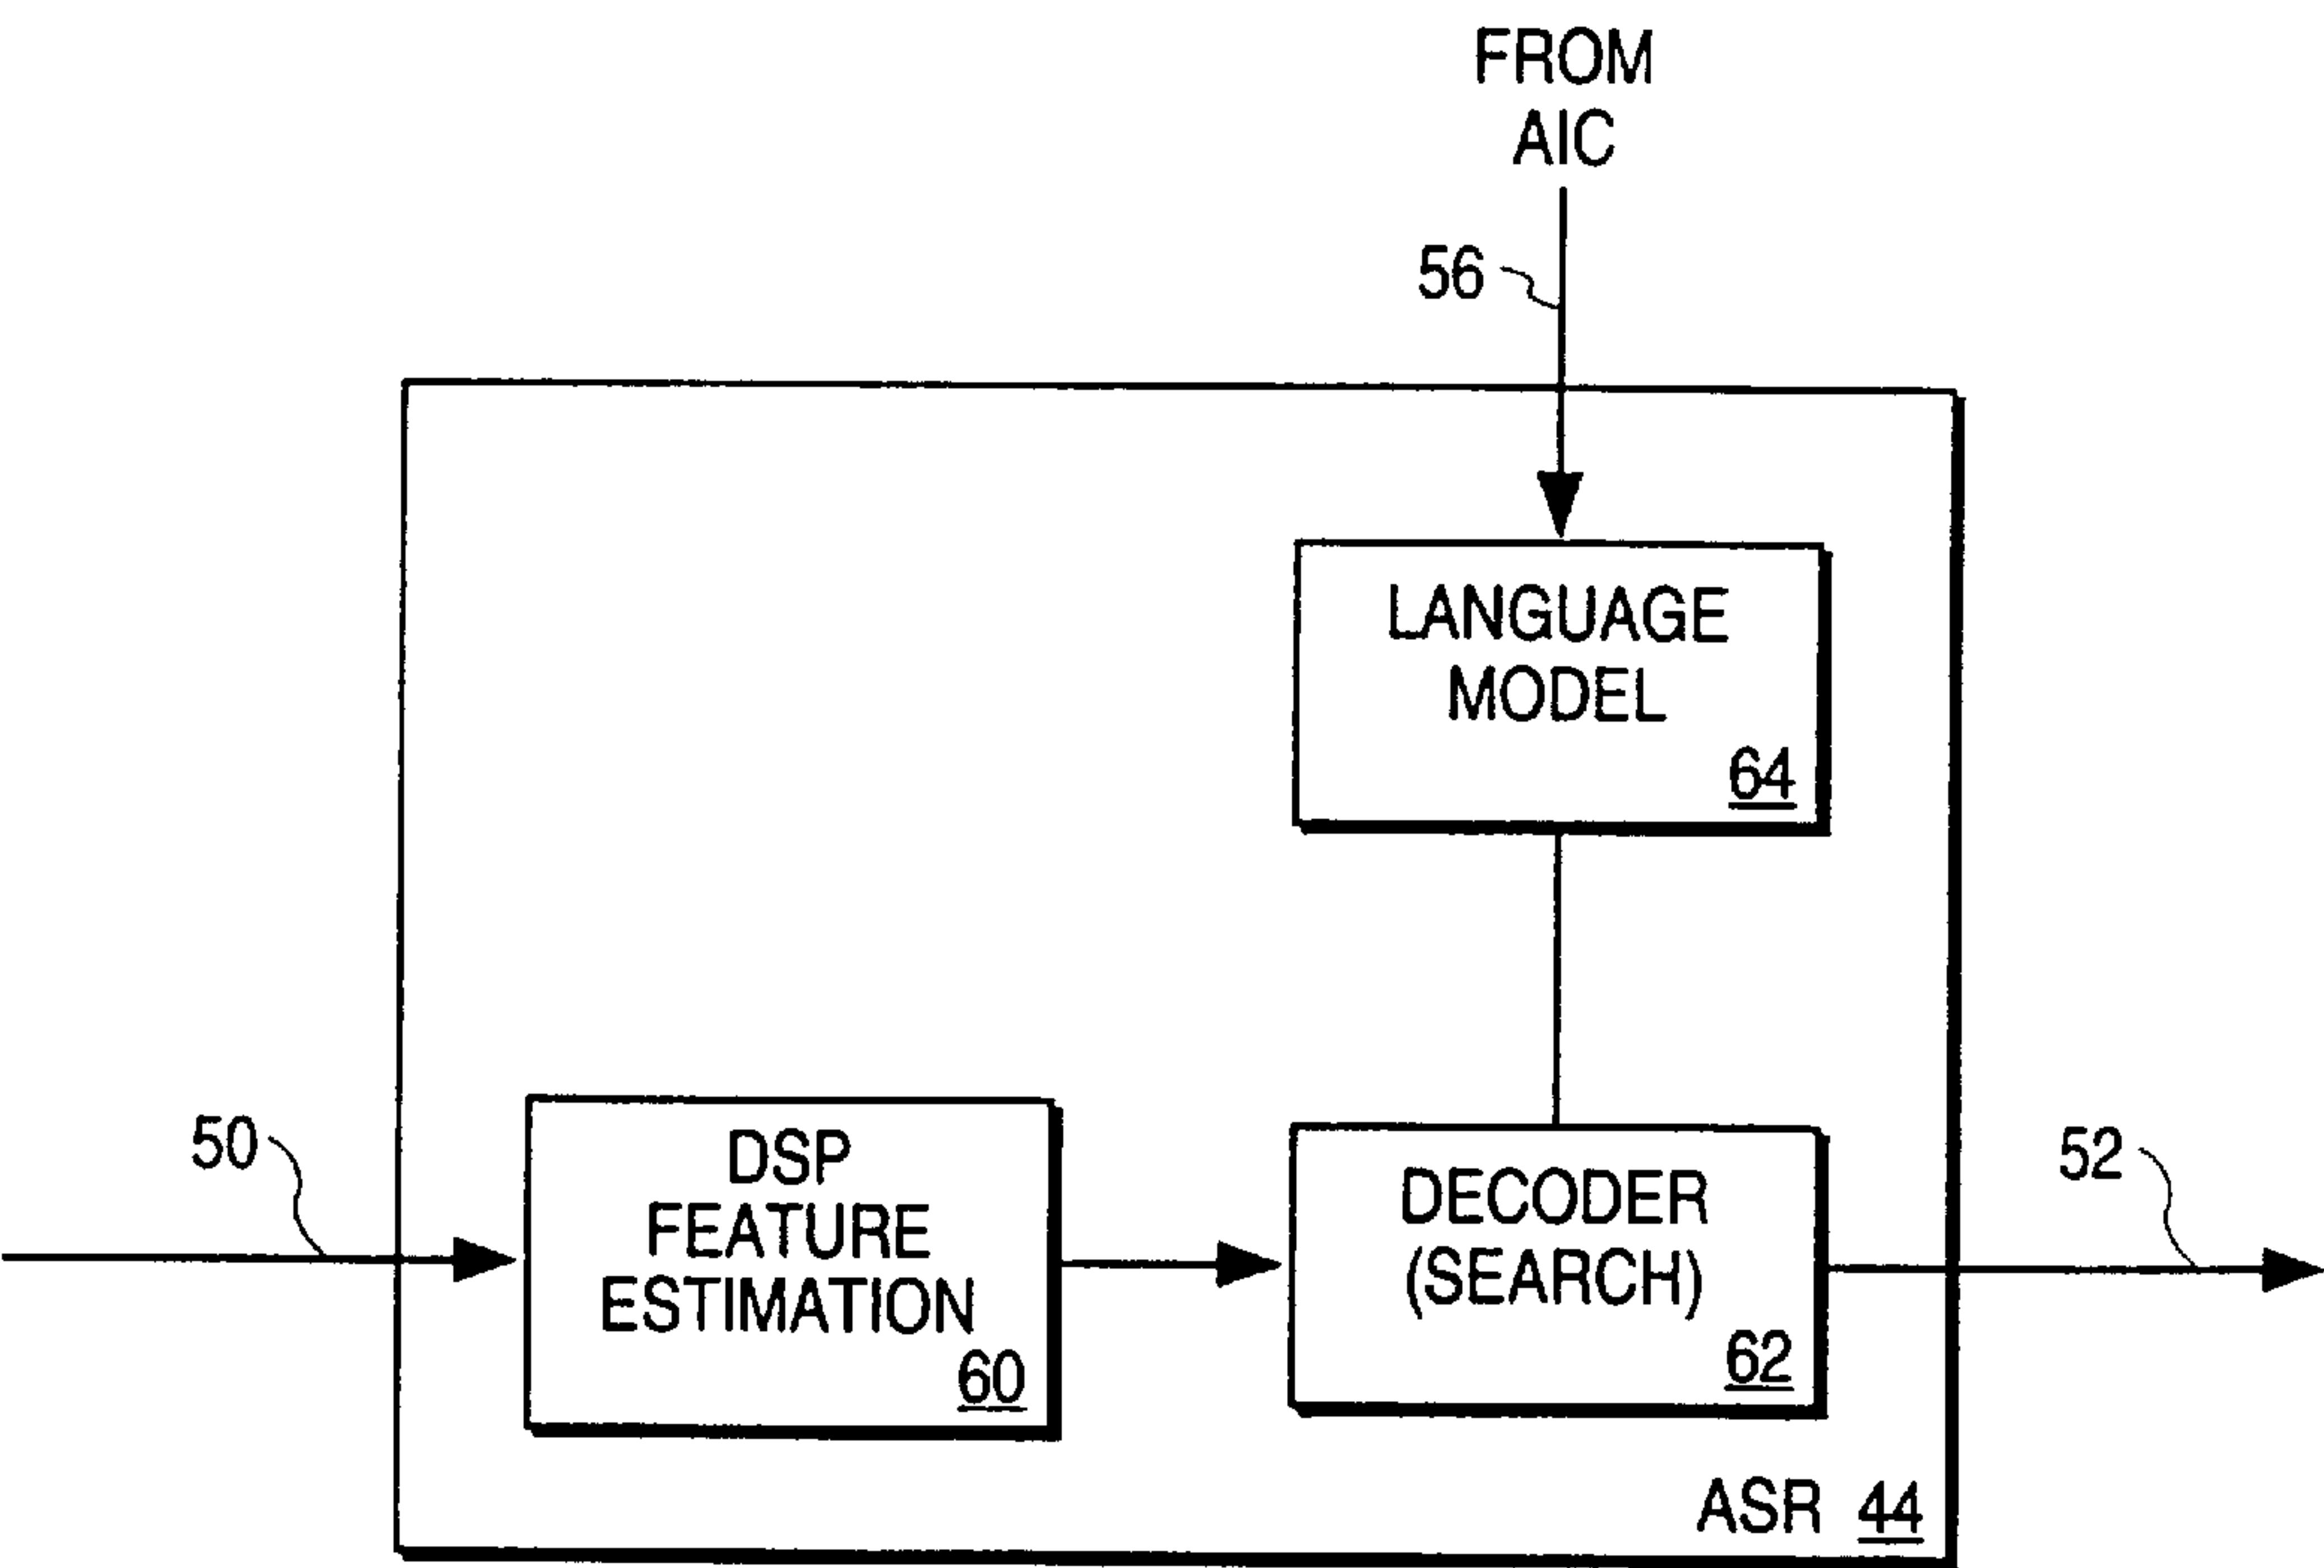 FROM
AIC
56
LANGUAGE
MODEL
64
50
DSP
FEATURE
ESTIMATION
60
DECODER
(SEARCH)
62
52
ASR 44